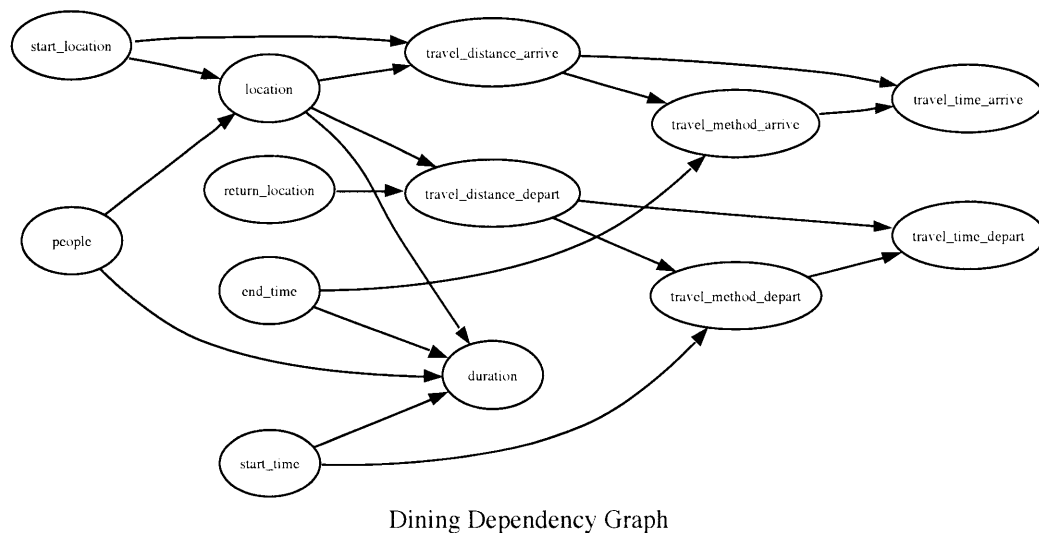 start_location
travel_distance_arrive
location
travel_time_arrive
travel_method_arrive
return_location
travel_distance_depart
people
travel_time_depart
end_time
travel_method_depart
duration
start_time
Dining Dependency Graph